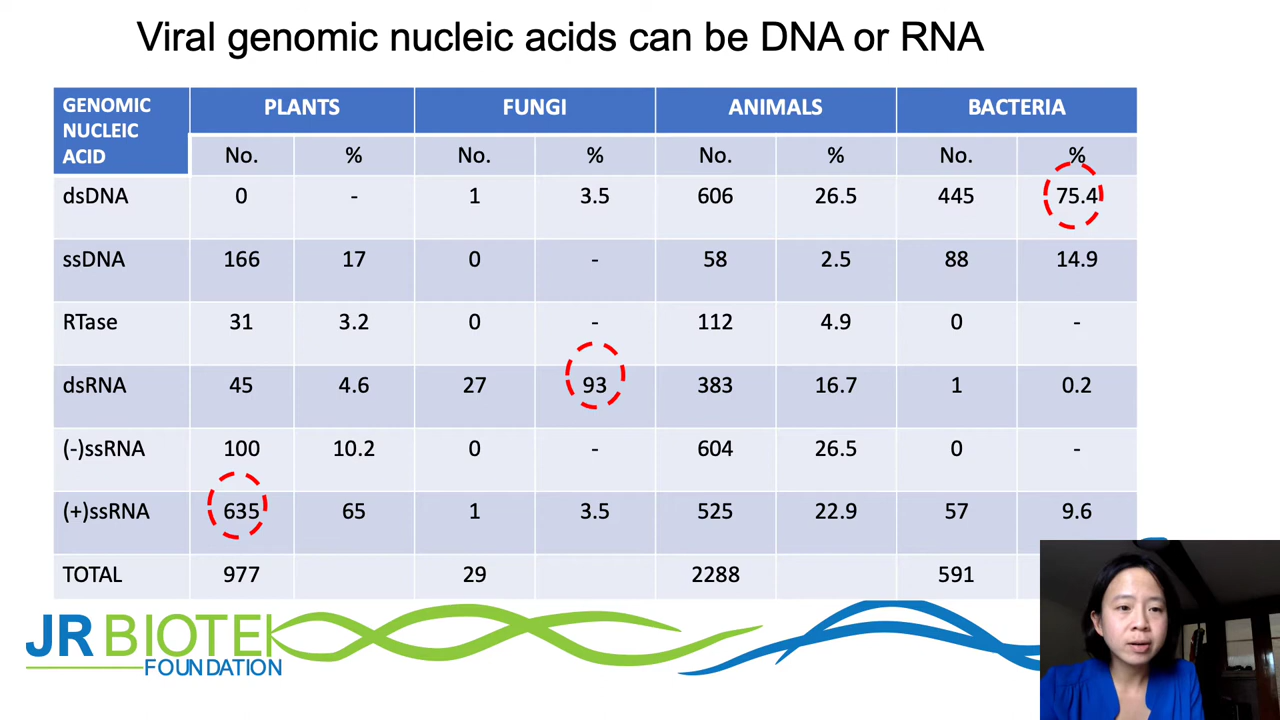 Viral genomic nucleic acids can be DNA or RNA
GENOMIC NUCLEIC ACID PLANTS FUNGI ANIMALS BACTERIA
No. % No. % No. % No. %
dsDNA 0 - 1 3.5 606 26.5 445 75.4
ssDNA 166 17 0 - 58 2.5 88 14.9
RTase 31 3.2 0 - 112 4.9 0 -
dsRNA 45 4.6 27 93 383 16.7 1 0.2
(-)ssRNA 100 10.2 0 - 604 26.5 0 -
(+)ssRNA 635 65 1 3.5 525 22.9 57 9.6
TOTAL 977 29 2288 591
JR BIOTEK
FOUNDATION